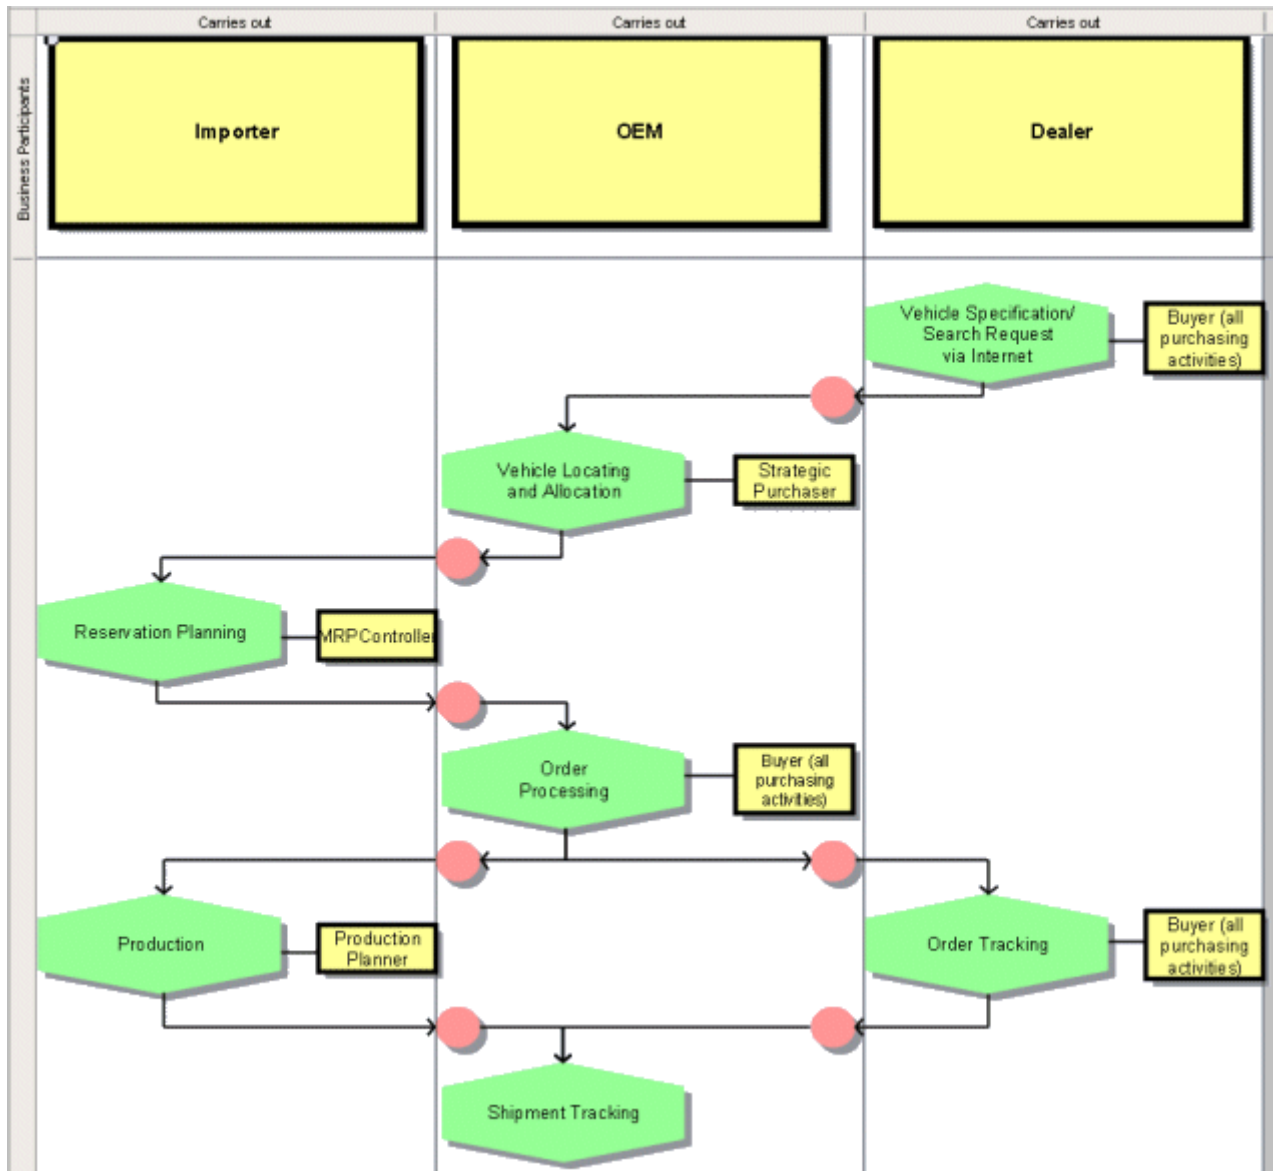 Carries out
Carries out
Carries out
Business Participants
Importer
OEM
Dealer
Vehicle Specification/
Search Request
via Internet
Buyer (all
purchasing
activities)
Vehicle Locating
and Allocation
Strategic
Purchaser
Reservation Planning
MRPController
Order
Processing
Buyer (all
purchasing
activities)
Production
Production
Planner
Order Tracking
Buyer (all
purchasing
activities)
Shipment Tracking